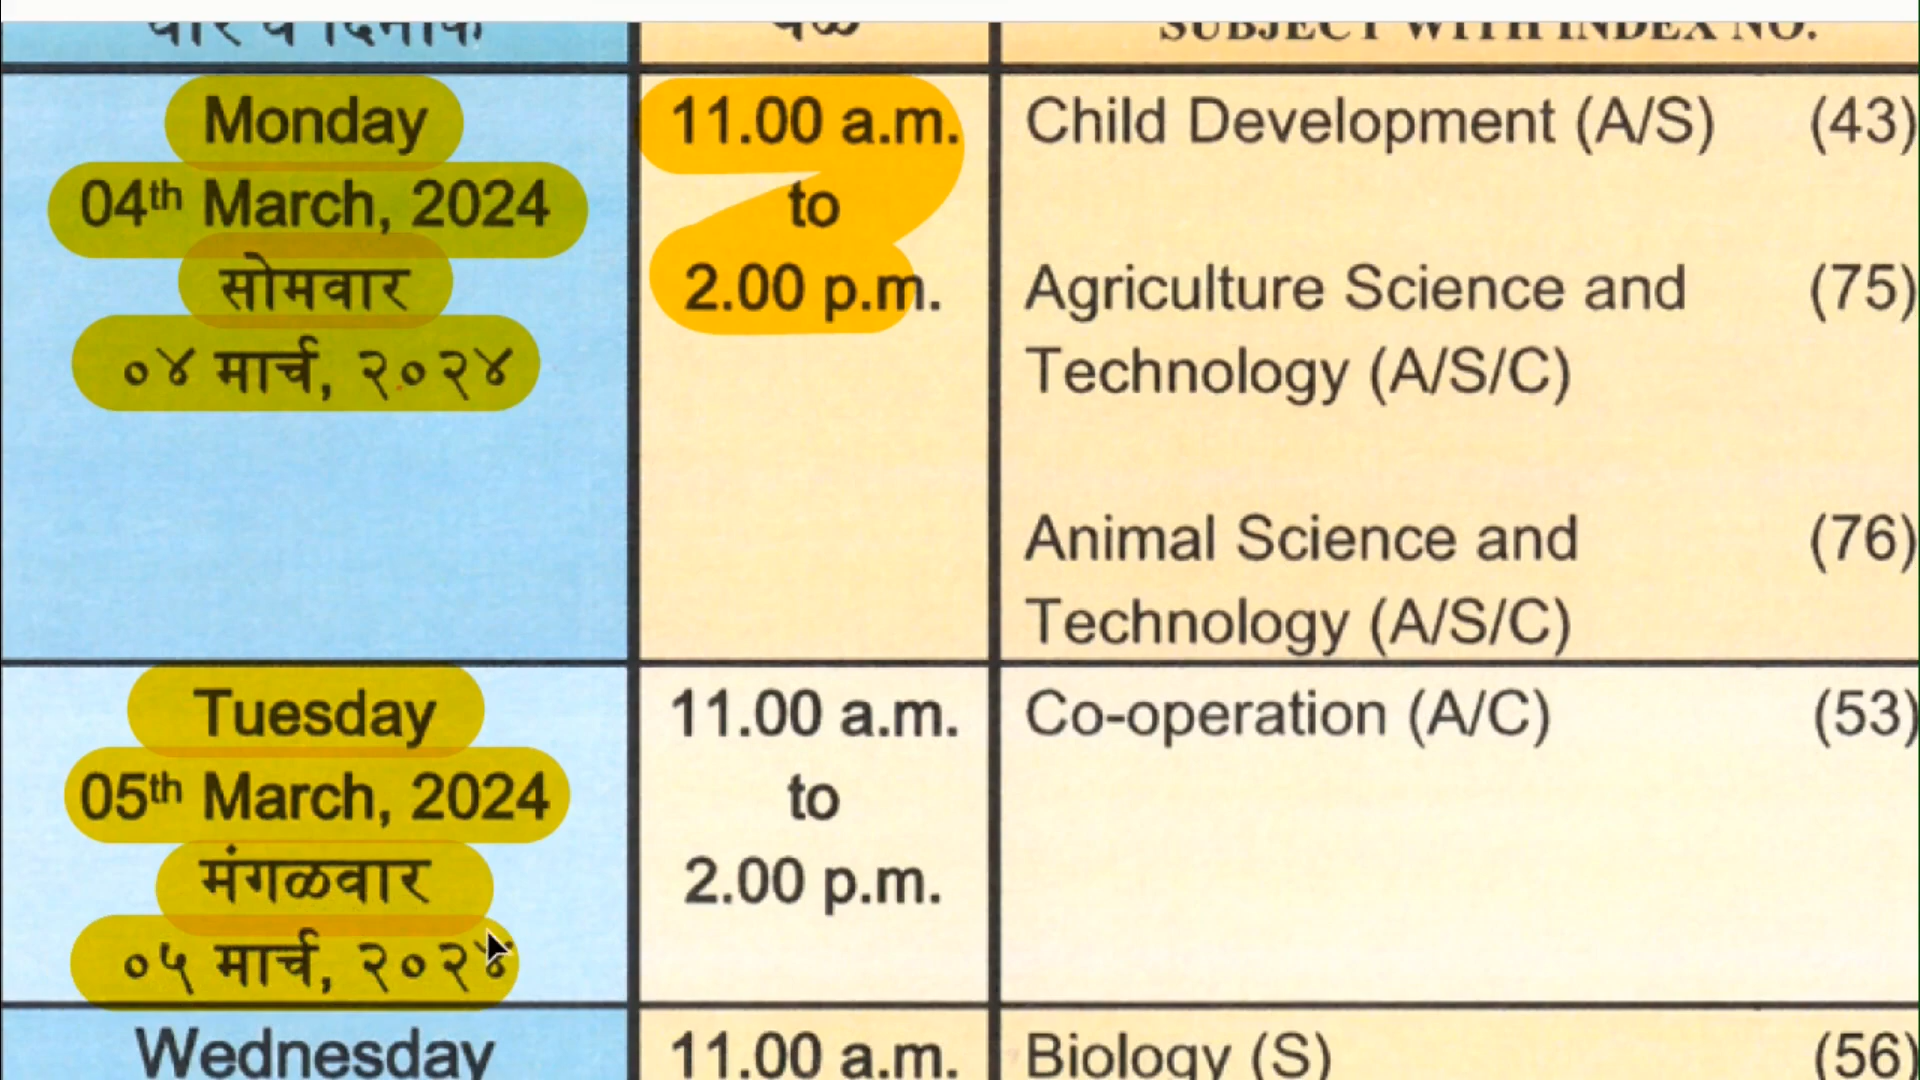 वार व दिनांक
वेळ
SUBJECT WITH INDEX NO.
Monday
04th March, 2024
सोमवार
०४ मार्च, २०२४
11.00 a.m.
to
2.00 p.m.
Child Development (A/S) (43)
Agriculture Science and (75)
Technology (A/S/C)
Animal Science and (76)
Technology (A/S/C)
Tuesday
05th March, 2024
मंगळवार
०५ मार्च, २०२४
11.00 a.m.
to
2.00 p.m.
Co-operation (A/C) (53)
Wednesday
11.00 a.m.
Biology (S) (56)